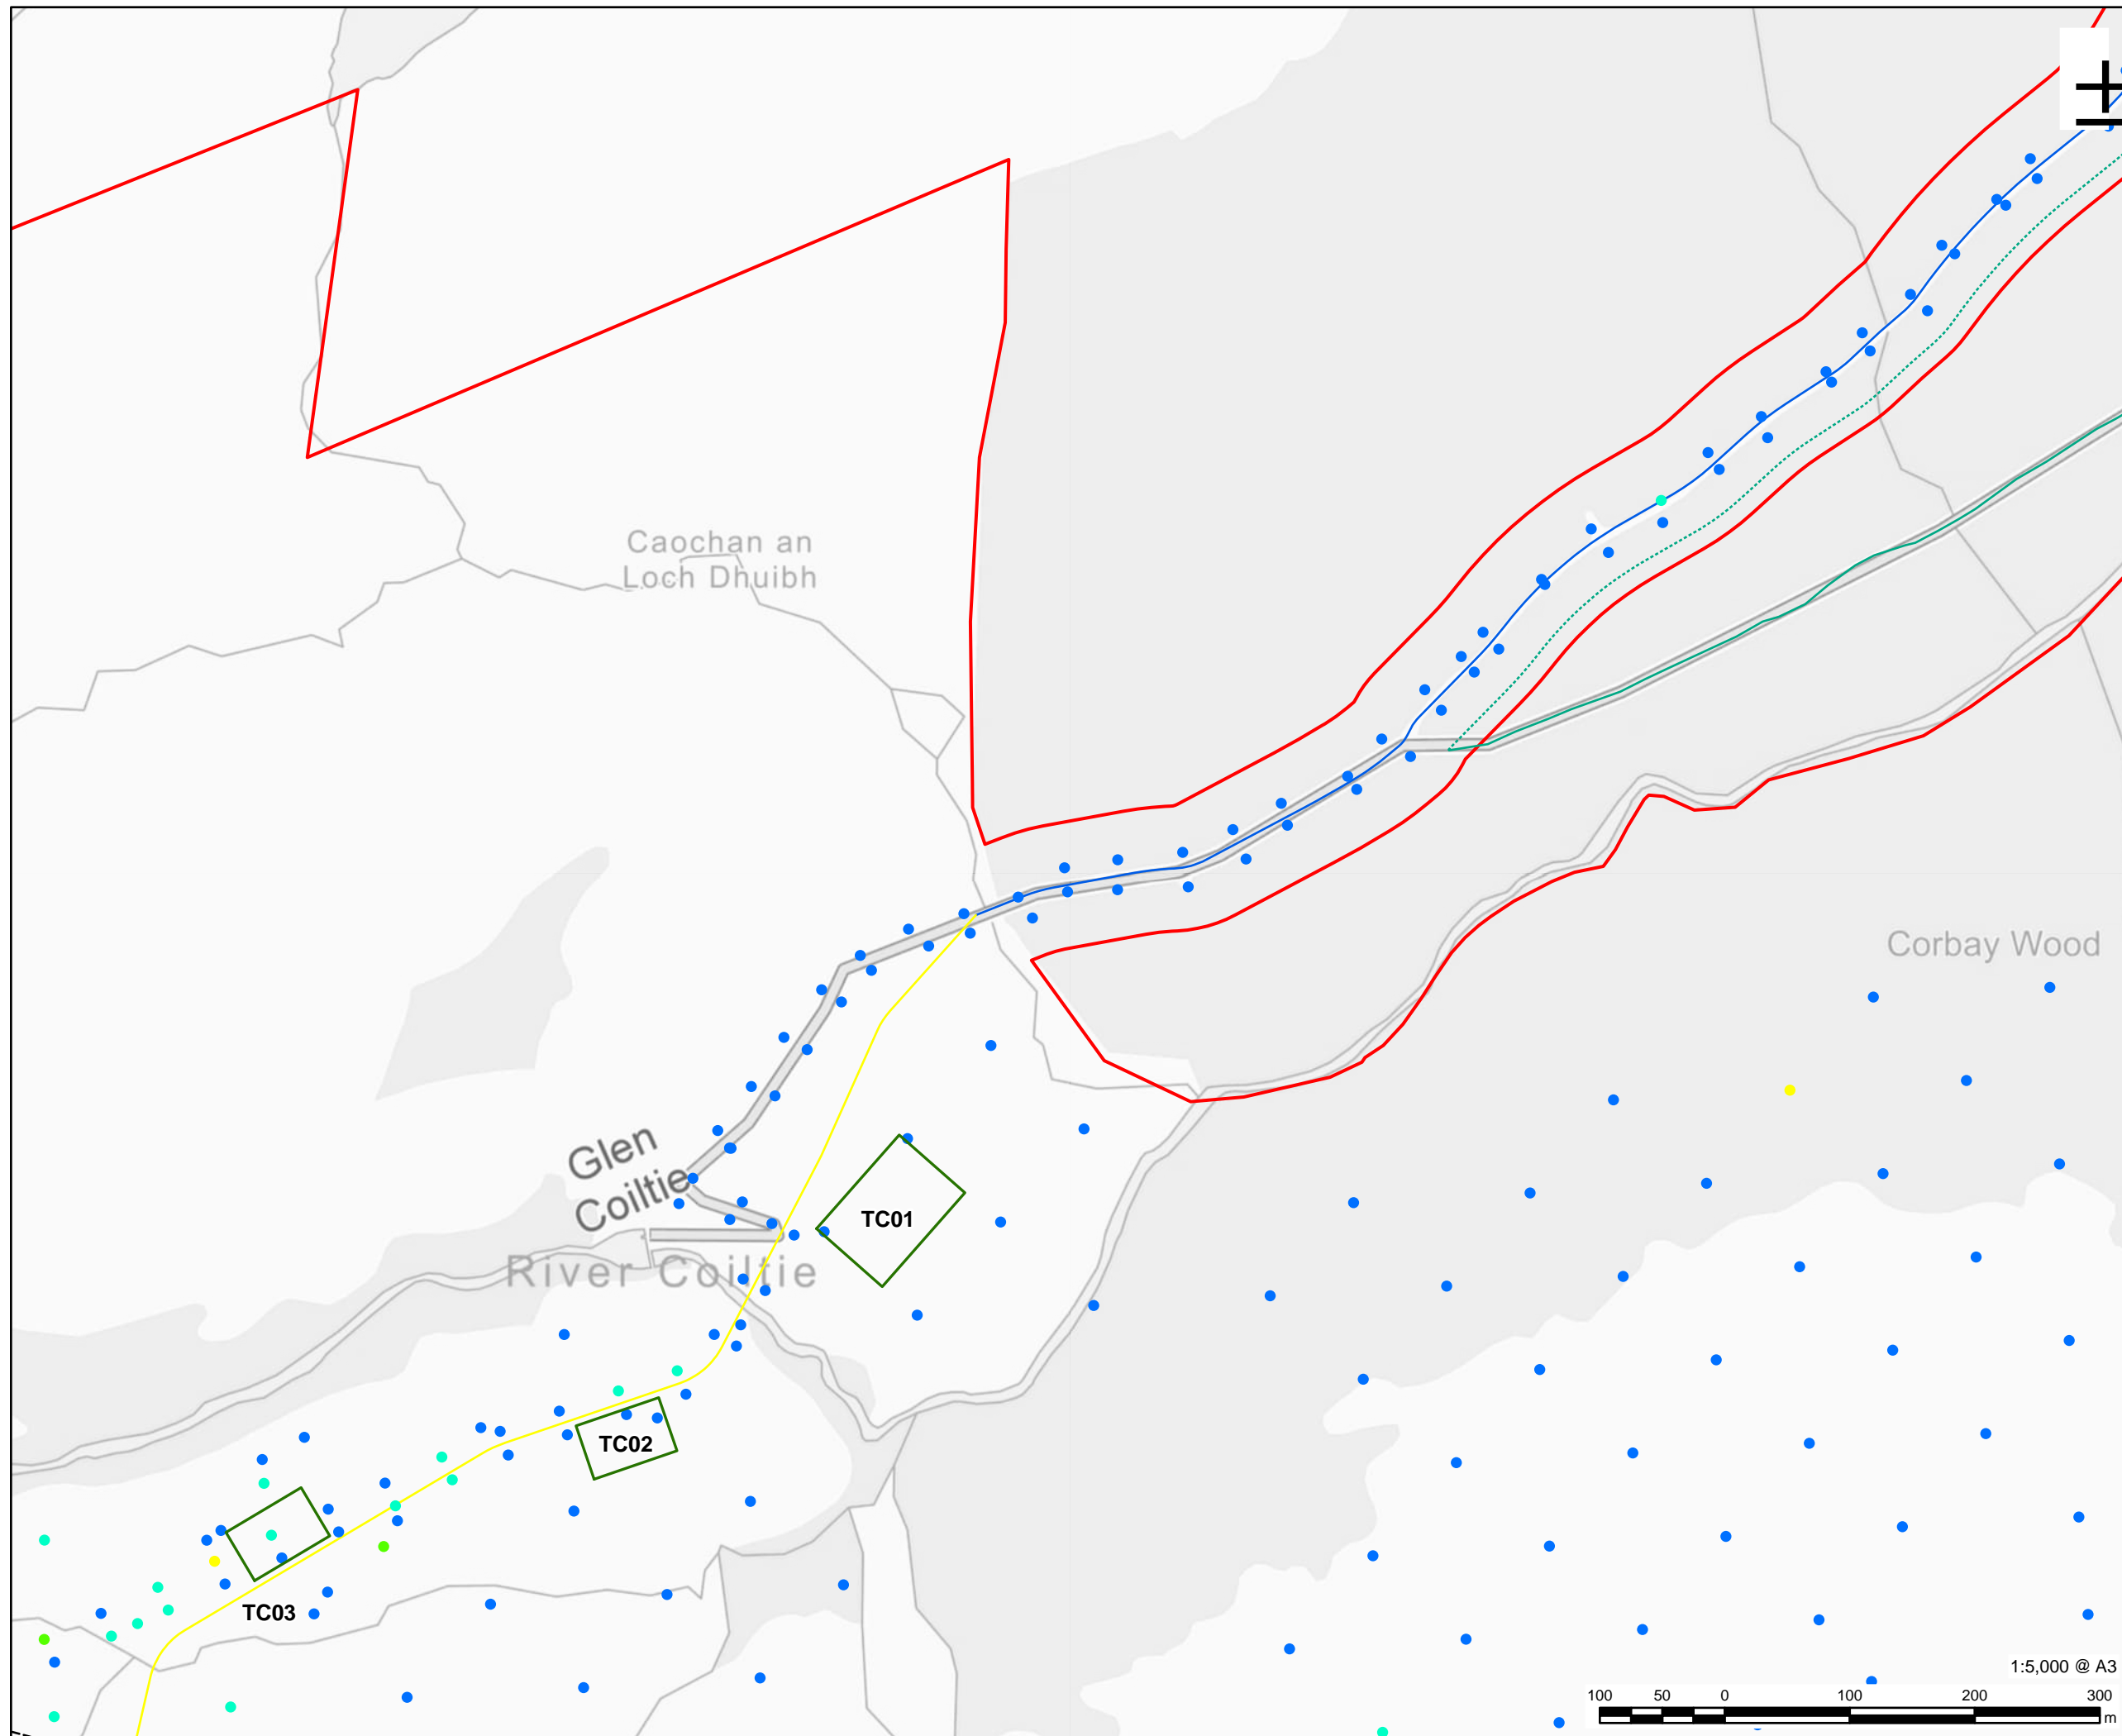 Caochan an
Loch Dhuibh
Corbay Wood
Glen
Coiltie
TC01
River Coiltie
TC02
TC03
1:5,000 @ A3
100 50 0 100 200 300
m